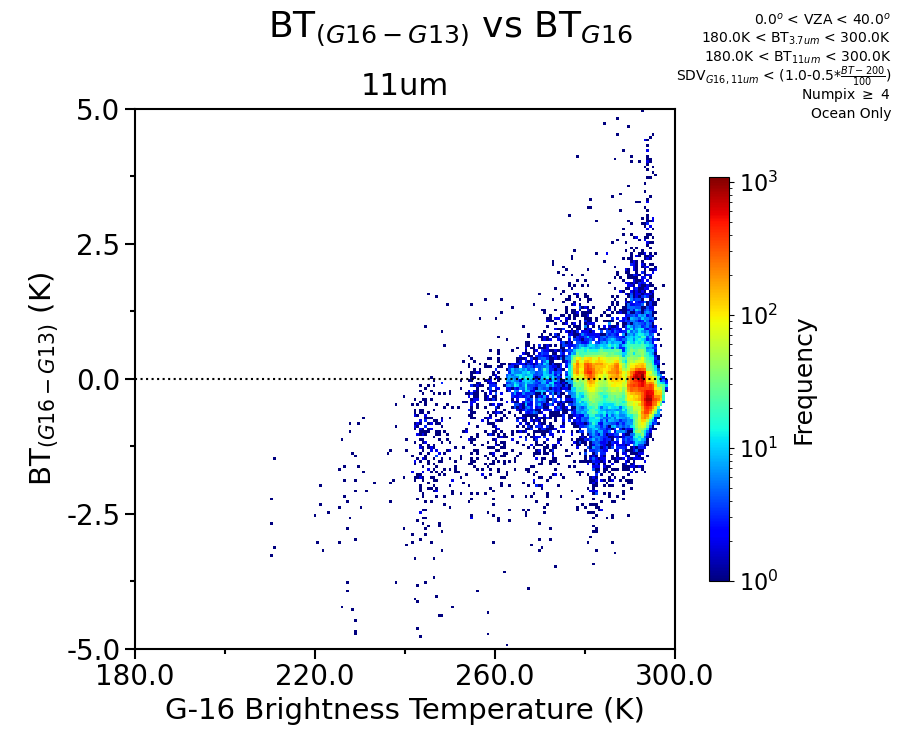 BT(G16 − G13) vs BTG16
0.0o < VZA < 40.0o
180.0K < BT3.7um < 300.0K
180.0K < BT11um < 300.0K
SDVG16, 11um < (1.0-0.5*BT − 200/100)
Numpix ≥ 4
Ocean Only
11um
5.0
2.5
0.0
-2.5
-5.0
BT(G16 − G13) (K)
180.0
220.0
260.0
300.0
G-16 Brightness Temperature (K)
10³
10²
10¹
10⁰
Frequency